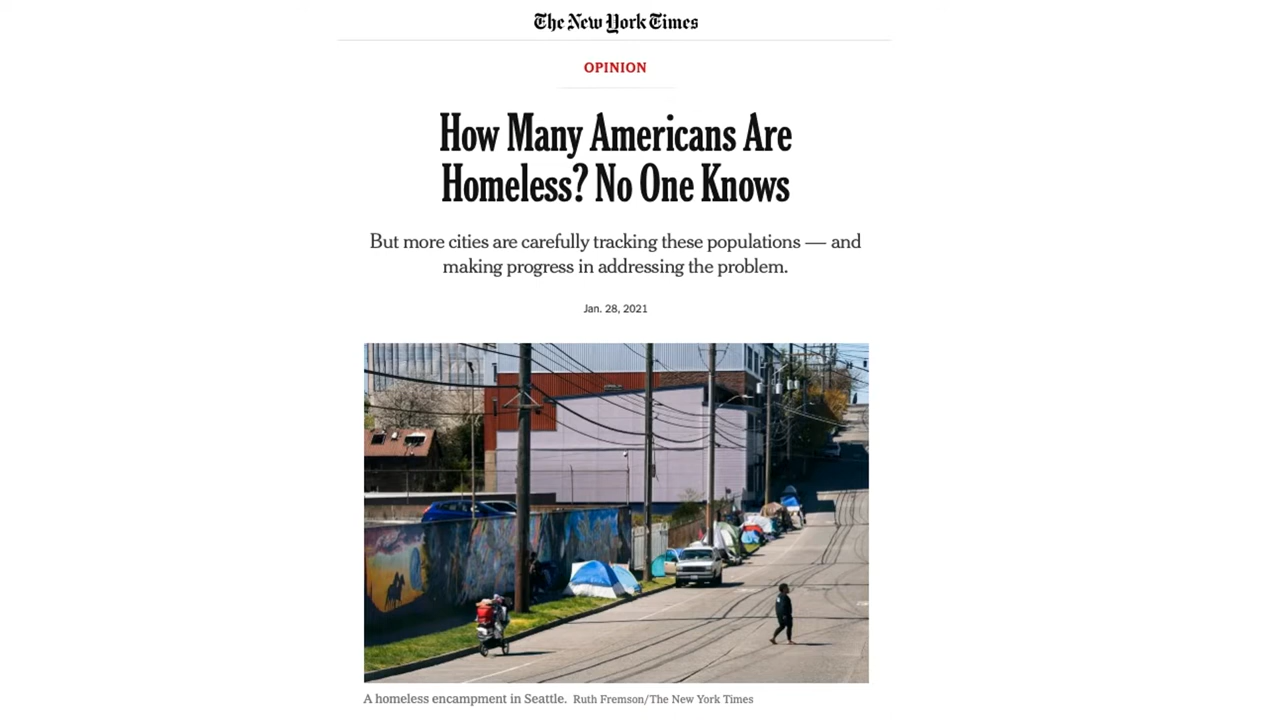 The New York Times
OPINION
How Many Americans Are
Homeless? No One Knows
But more cities are carefully tracking these populations — and
making progress in addressing the problem.
Jan. 28, 2021
A homeless encampment in Seattle. Ruth Fremson/The New York Times